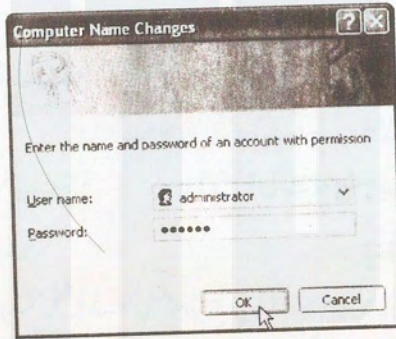 Computer Name Changes
Enter the name and password of an account with permission
User name: administrator
Password: ••••••
OK Cancel